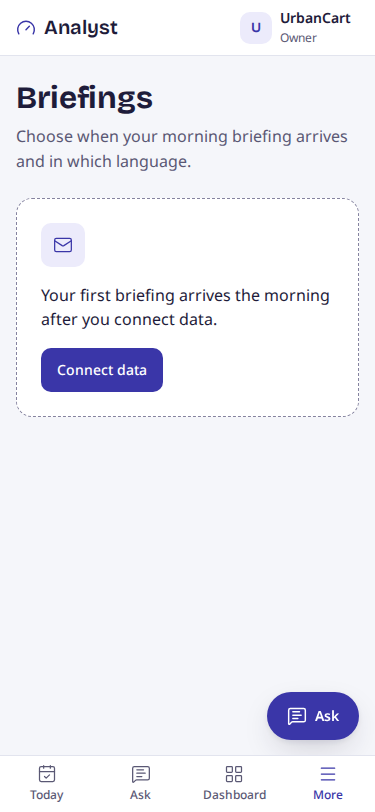 Analyst
U
UrbanCart
Owner
Briefings
Choose when your morning briefing arrives
and in which language.
Your first briefing arrives the morning
after you connect data.
Connect data
Ask
Today
Ask
Dashboard
More